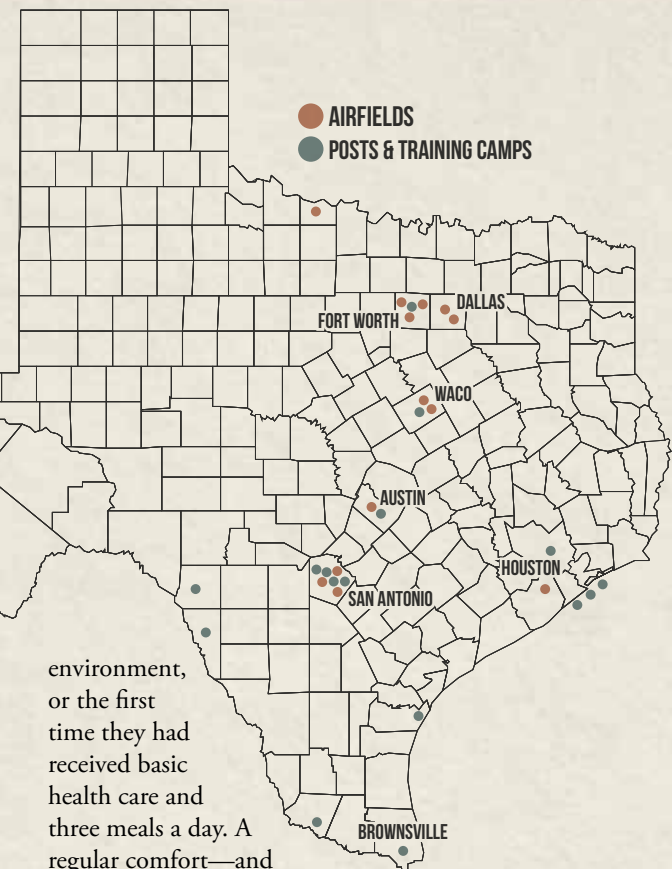 AIRFIELDS
POSTS & TRAINING CAMPS
DALLAS
FORT WORTH
WACO
AUSTIN
HOUSTON
SAN ANTONIO
environment,
or the first
time they had
received basic
health care and
three meals a day. A
regular comfort—and
BROWNSVILLE